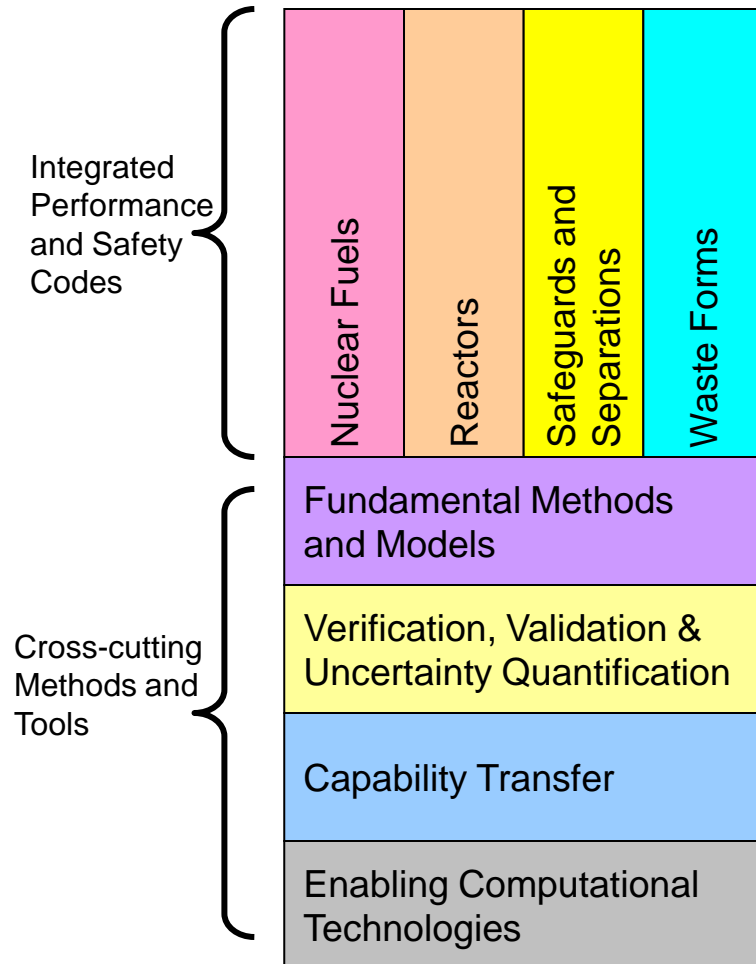 Integrated
Performance
and Safety
Codes
Nuclear Fuels
Reactors
Safeguards and
Separations
Waste Forms
Fundamental Methods
and Models
Verification, Validation &
Uncertainty Quantification
Cross-cutting
Methods and
Tools
Capability Transfer
Enabling Computational
Technologies